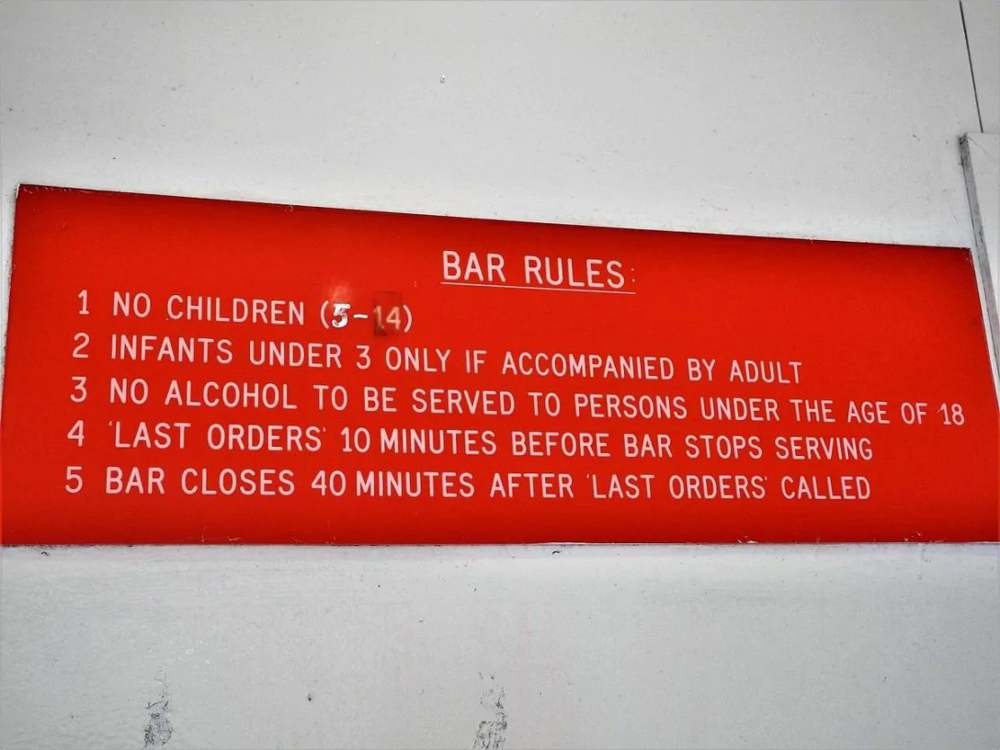 BAR RULES:
1 NO CHILDREN (5-14)
2 INFANTS UNDER 3 ONLY IF ACCOMPANIED BY ADULT
3 NO ALCOHOL TO BE SERVED TO PERSONS UNDER THE AGE OF 18
4 'LAST ORDERS' 10 MINUTES BEFORE BAR STOPS SERVING
5 BAR CLOSES 40 MINUTES AFTER 'LAST ORDERS' CALLED